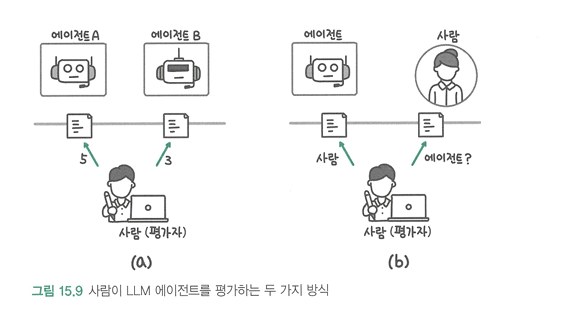 에이전트 A
에이전트 B
5
3
사람 (평가자)
(a)
에이전트
사람
사람
에이전트?
사람 (평가자)
(b)
그림 15.9 사람이 LLM 에이전트를 평가하는 두 가지 방식